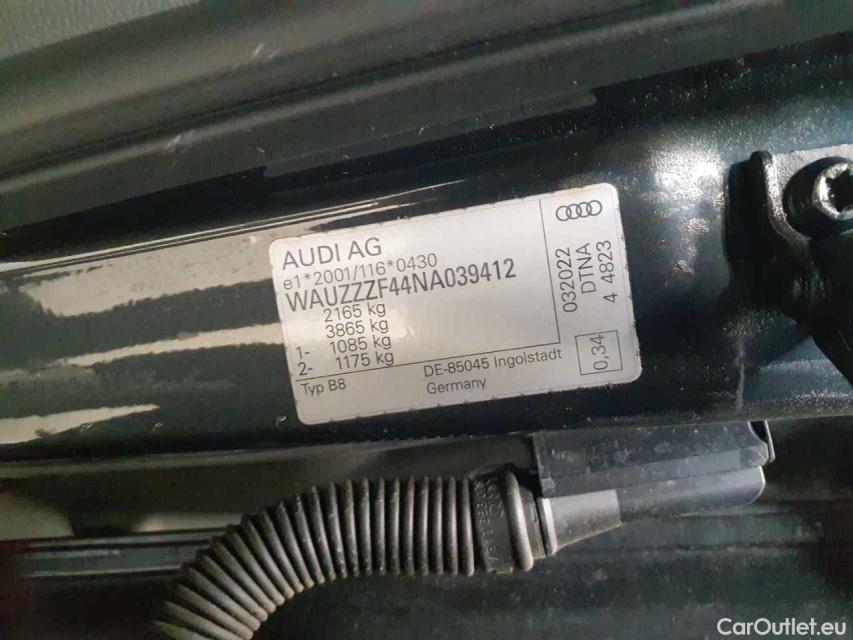 AUDI AG
e1*2001/116*0430
WAUZZZF44NA039412
2165 kg
3865 kg
1- 1085 kg
2- 1175 kg
Typ B8
DE-85045 Ingolstadt
Germany
032022
DTNA
4 4823
0,34
CarOutlet.eu